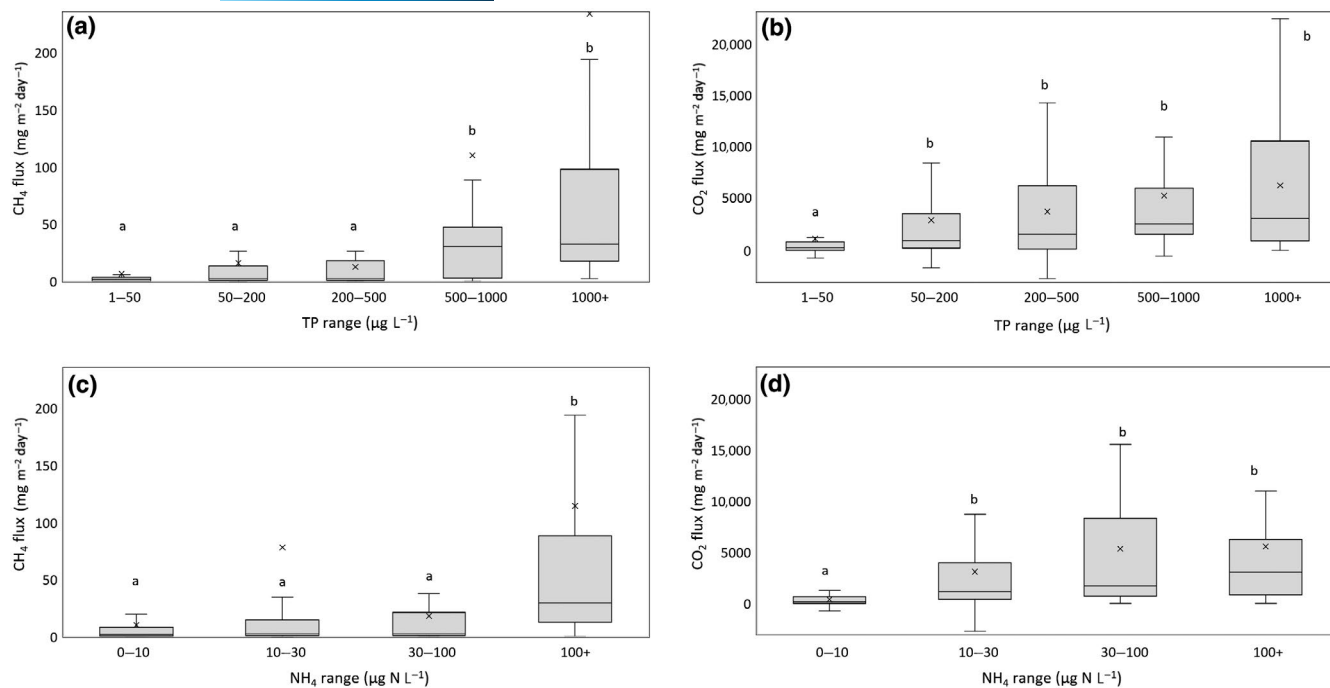 (a)
CH₄ flux (mg m⁻² day⁻¹)
200
150
100
50
0
a
a
a
b
b
1–50
50–200
200–500
500–1000
1000+
TP range (µg L⁻¹)
(b)
CO₂ flux (mg m⁻² day⁻¹)
20,000
15,000
10,000
5000
0
a
b
b
b
b
1–50
50–200
200–500
500–1000
1000+
TP range (µg L⁻¹)
(c)
CH₄ flux (mg m⁻² day⁻¹)
200
150
100
50
0
a
a
a
b
0–10
10–30
30–100
100+
NH₄ range (µg N L⁻¹)
(d)
CO₂ flux (mg m⁻² day⁻¹)
20,000
15,000
10,000
5000
0
a
b
b
b
0–10
10–30
30–100
100+
NH₄ range (µg N L⁻¹)